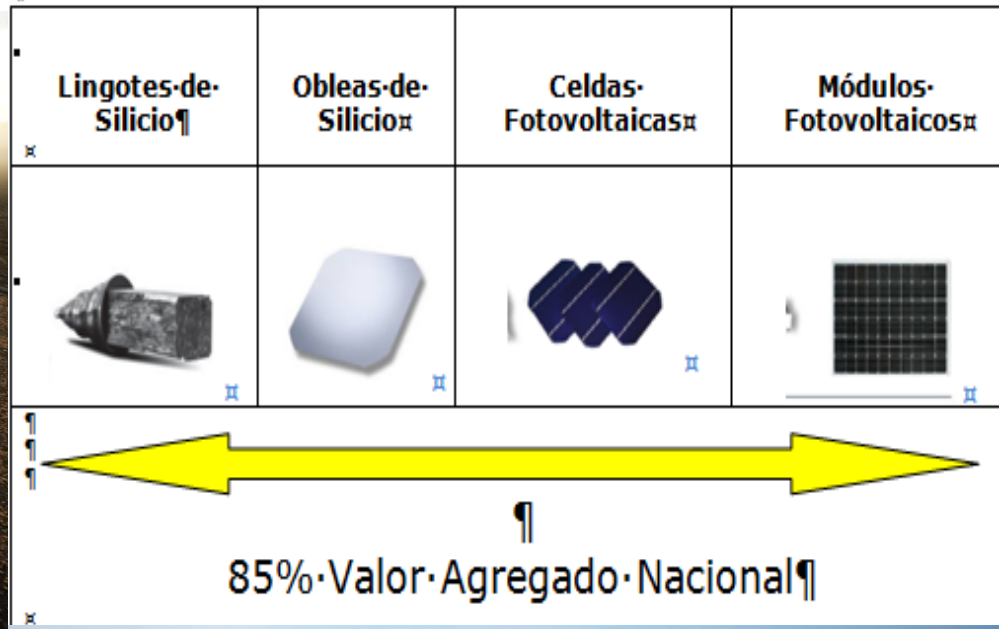 Lingotes·de·
Silicio¶
Obleas·de·
Silicio¤
Celdas·
Fotovoltaicas¤
Módulos·
Fotovoltaicos¤
¤
¤
¤
¤
¤
¶
¶
¶
¶
85%·Valor·Agregado·Nacional¶
¤